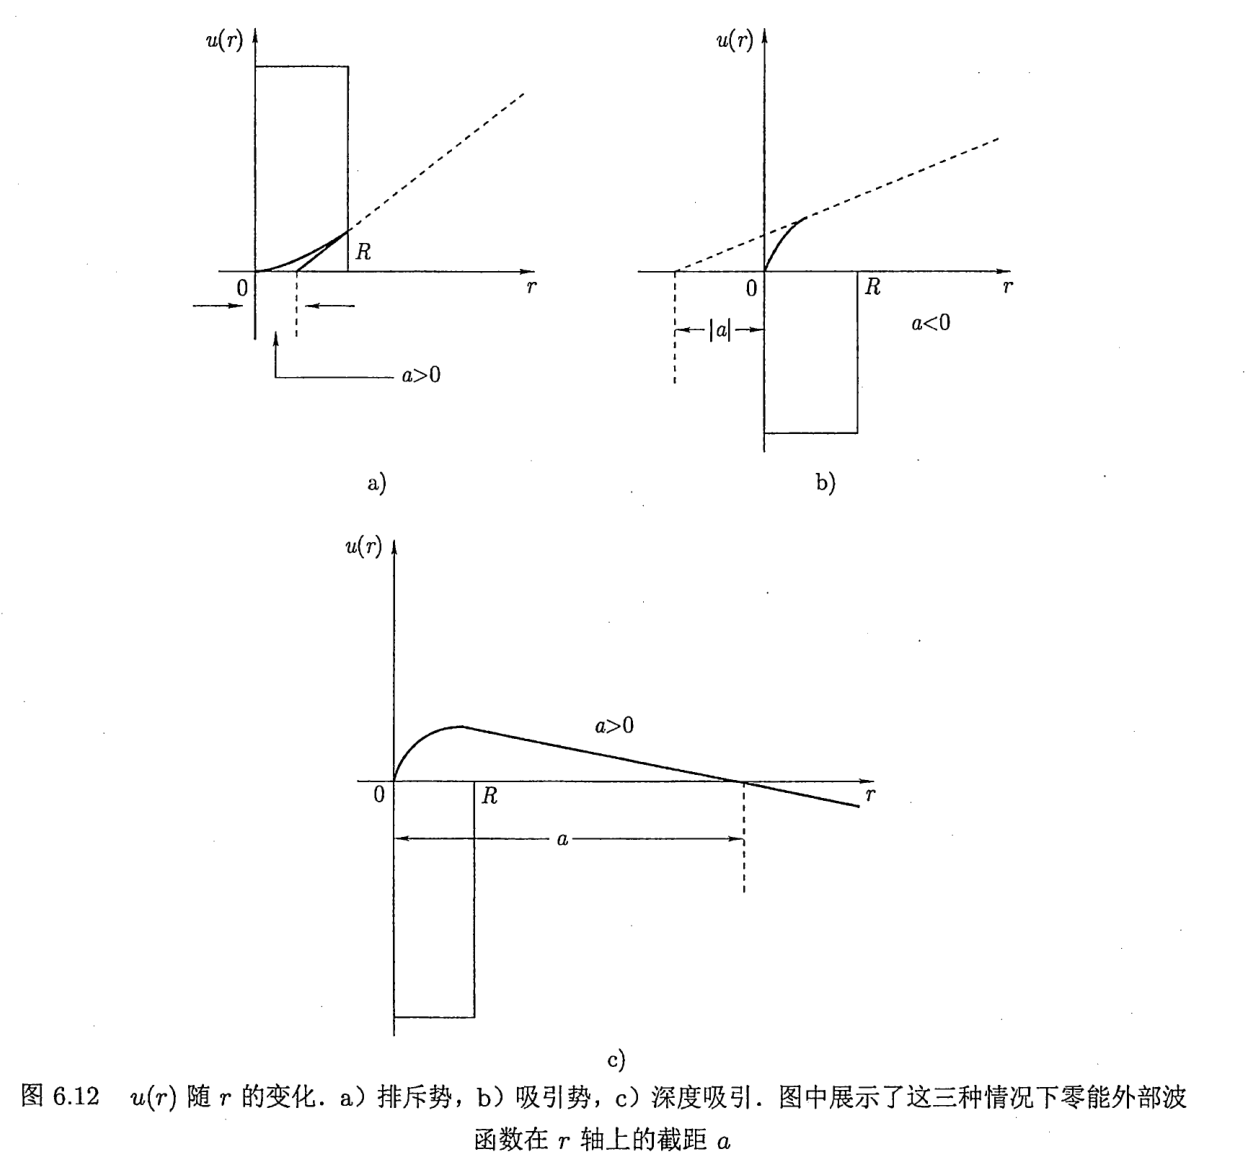 u(r)
R
0
r
a>0
a)
u(r)
0
R
r
|a|
a<0
b)
u(r)
a>0
0
R
r
a
c)
图 6.12 u(r) 随 r 的变化. a) 排斥势, b) 吸引势, c) 深度吸引. 图中展示了这三种情况下零能外部波
函数在 r 轴上的截距 a